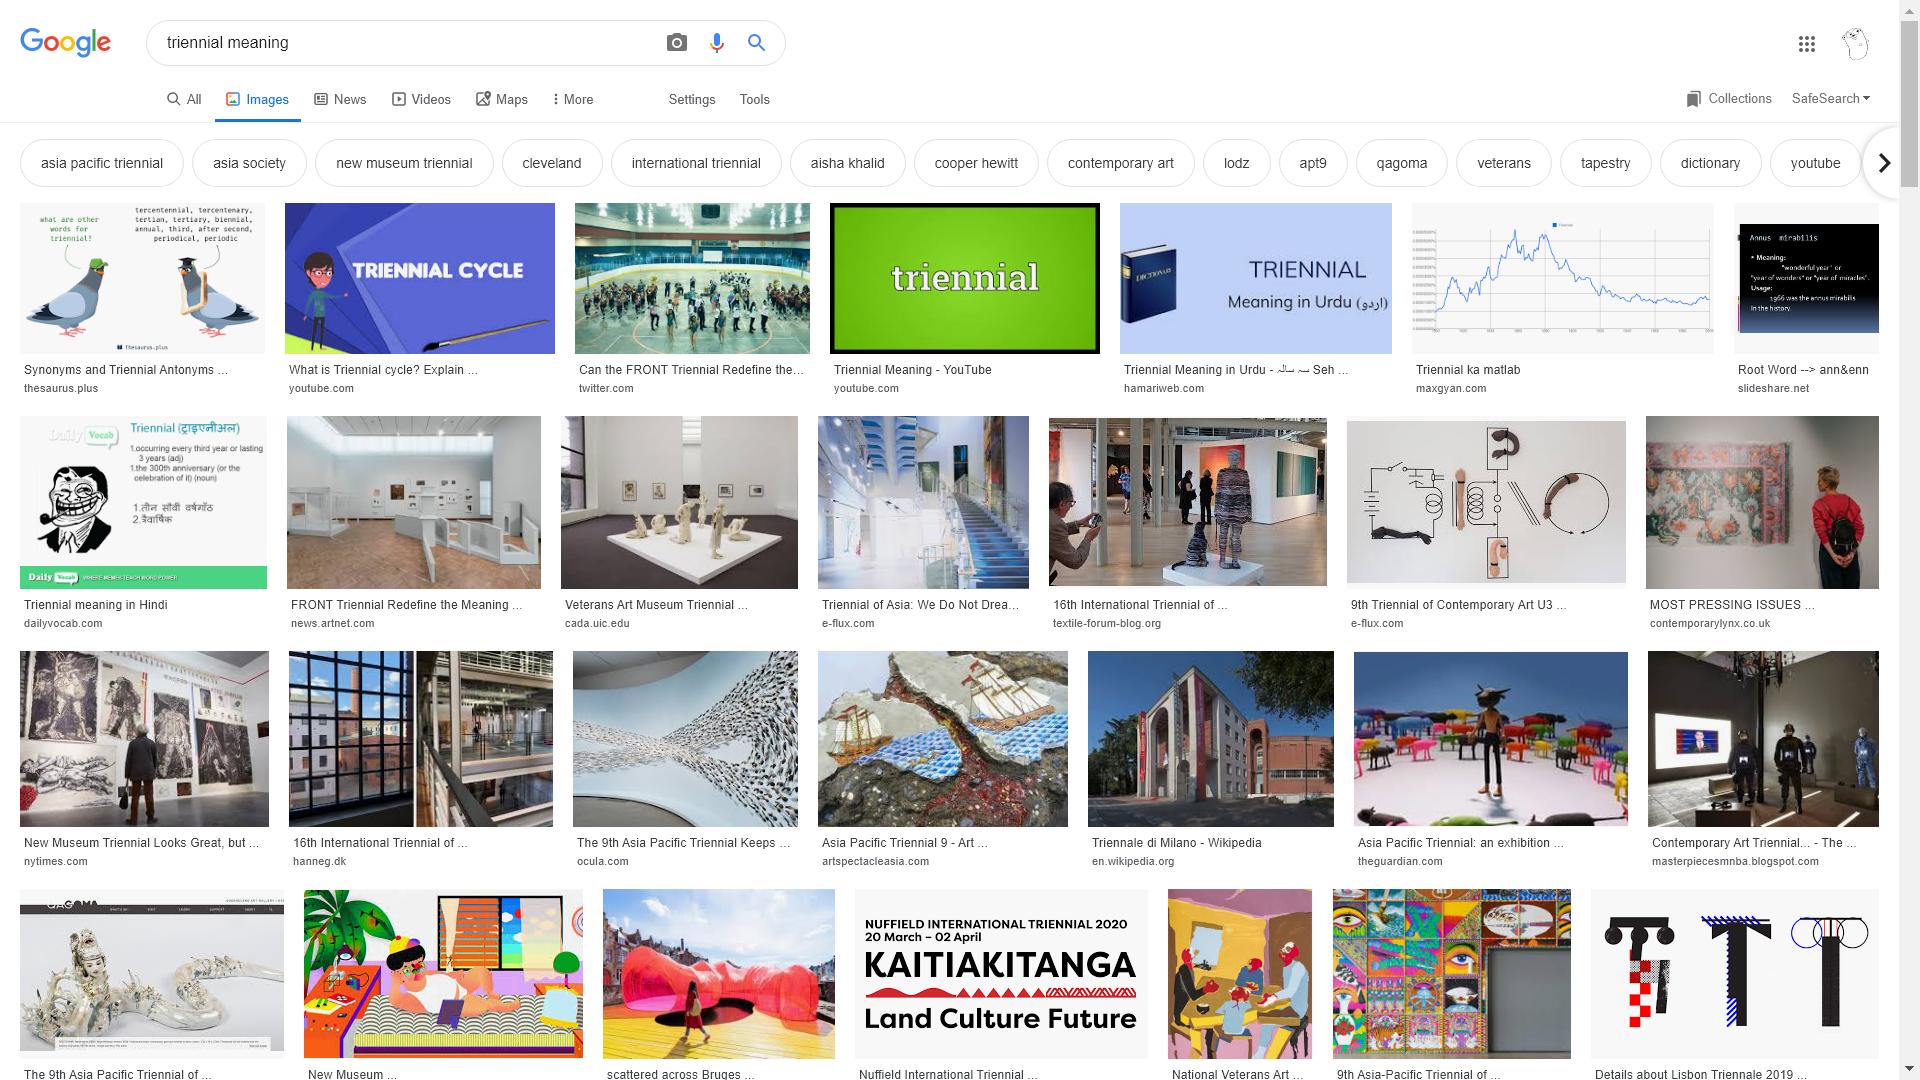 Google
triennial meaning
All
Images
News
Videos
Maps
More
Settings
Tools
Collections
SafeSearch
asia pacific triennial
asia society
new museum triennial
cleveland
international triennial
aisha khalid
cooper hewitt
contemporary art
lodz
apt9
qagoma
veterans
tapestry
dictionary
youtube
what are other
words for
triennial?
tercentennial, tercentenary,
tertian, tertiary, biennial,
annual, third, after second,
periodical, periodic
Thesaurus.plus
TRIENNIAL CYCLE
triennial
DICTIONARY
TRIENNIAL
Meaning in Urdu (اردو)
Annus mirabilis
Meaning:
"wonderful year" or
"year of wonders" or "year of miracles".
Usage:
1966 was the annus mirabilis
In the history.
Synonyms and Triennial Antonyms ...
thesaurus.plus
What is Triennial cycle? Explain ...
youtube.com
Can the FRONT Triennial Redefine the...
twitter.com
Triennial Meaning - YouTube
youtube.com
Triennial Meaning in Urdu - سہ سالہ Seh ...
hamariweb.com
Triennial ka matlab
maxgyan.com
Root Word --> ann&enn
slideshare.net
Daily Vocab
Triennial (ट्राइएनीअल)
1.occurring every third year or lasting
3 years (adj)
1.the 300th anniversary (or the
celebration of it) (noun)
1.तीन सौवीं वर्षगाँठ
2.त्रैवार्षिक
Daily Vocab
WHERE MEMES TEACH WORD POWER
Triennial meaning in Hindi
dailyvocab.com
FRONT Triennial Redefine the Meaning ...
news.artnet.com
Veterans Art Museum Triennial ...
cada.uic.edu
Triennial of Asia: We Do Not Drea...
e-flux.com
16th International Triennial of ...
textile-forum-blog.org
9th Triennial of Contemporary Art U3 ...
e-flux.com
MOST PRESSING ISSUES ...
contemporarylynx.co.uk
New Museum Triennial Looks Great, but ...
nytimes.com
16th International Triennial of ...
hanneg.dk
The 9th Asia Pacific Triennial Keeps ...
ocula.com
Asia Pacific Triennial 9 - Art ...
artspectacleasia.com
Triennale di Milano - Wikipedia
en.wikipedia.org
Asia Pacific Triennial: an exhibition ...
theguardian.com
Contemporary Art Triennial... - The ...
masterpiecesmnba.blogspot.com
QAGOMA
NUFFIELD INTERNATIONAL TRIENNIAL 2020
20 March – 02 April
KAITIAKITANGA
Land Culture Future
The 9th Asia Pacific Triennial of ...
New Museum ...
scattered across Bruges ...
Nuffield International Triennial ...
National Veterans Art ...
9th Asia-Pacific Triennial of ...
Details about Lisbon Triennale 2019 ...